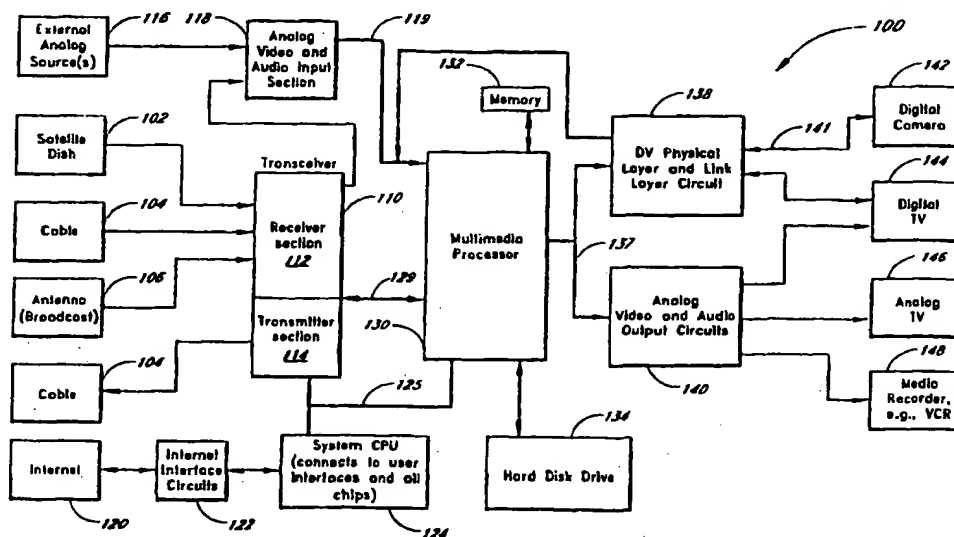 116
118
119
100
External
Analog
Source(s)
Analog
Video and
Audio Input
Section
132
Memory
138
142
Digital
Camera
102
Satellite
Dish
Transceiver
DV Physical
Layer and Link
Layer Circuit
141
144
Digital
TV
104
Cable
110
Receiver
section
112
Multimedia
Processor
137
106
Antenna
(Broadcast)
129
146
Analog
TV
Transmitter
section
114
130
Analog
Video and Audio
Output Circuits
104
Cable
125
140
148
Media
Recorder,
e.g., VCR
134
Hard Disk Drive
Internet
120
Internet
Interface
Circuits
122
System CPU
(connects to user
interfaces and all
chips)
124